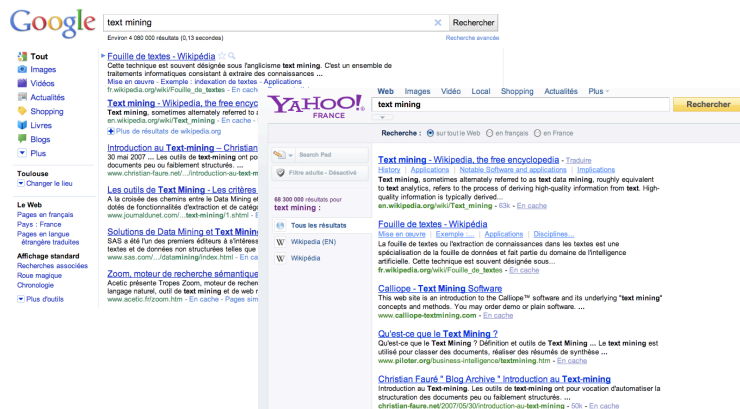 Google
text mining
Rechercher
Environ 4 080 000 résultats (0,13 secondes)
Recherche avancée
Tout
Images
Vidéos
Actualités
Shopping
Livres
Blogs
Plus
Toulouse
Changer le lieu
Le Web
Pages en français
Pays : France
Pages en langue
étrangère traduites
Affichage standard
Recherches associées
Roue magique
Chronologie
Plus d'outils
Fouille de textes - Wikipédia
Cette technique est souvent désignée sous l'anglicisme text mining. C'est un ensemble de
traitements informatiques consistant à extraire des connaissances ...
Mise en œuvre - Exemple : indexation de textes - Applications
fr.wikipedia.org/wiki/Fouille_de_textes - En cach
Text mining - Wikipedia, the free encyc
Text mining, sometimes alternately referred to a
en.wikipedia.org/wiki/Text_mining - En cache -
Plus de résultats de wikipedia.org
Introduction au Text-mining – Christian
30 mai 2007 ... Les outils de text-mining ont po
documents peu ou faiblement structurés. ...
www.christian-faure.net/.../introduction-au-text-m
Les outils de Text Mining - Les critères
A la croisée des chemins entre le Data Mining et
dotés de fonctionnalités d'extraction et de catégo
www.journaldunet.com/...text-mining/1.shtml - E
Solutions de Data Mining et Text Minin
SAS a été l'un des premiers éditeurs à s'intéress
textes et de données non structurées telles que
www.sas.com/.../datamining/index.html - En ca
Zoom, moteur de recherche sémantique
Acetic présente Tropes Zoom, moteur de recher
langage naturel, outil de text mining et de web r
www.acetic.fr/zoom.htm - En cache - Pages sim
YAHOO!
FRANCE
Web Images Vidéo Local Shopping Actualités Plus
text mining
Rechercher
Recherche : sur tout le Web en français en France
Search Pad
Filtre adulte - Désactivé
68 300 000 résultats pour
text mining :
Tous les résultats
Wikipedia (EN)
Wikipédia
Text mining - Wikipedia, the free encyclopedia - Traduire
History | Applications | Notable Software and applications | Implications
Text mining, sometimes alternately referred to as text data mining, roughly equivalent
to text analytics, refers to the process of deriving high-quality information from text. High-
quality information is typically derived...
en.wikipedia.org/wiki/Text_mining - 63k - En cache
Fouille de textes - Wikipédia
Mise en œuvre | Exemple :... | Applications | Disciplines...
La fouille de textes ou l'extraction de connaissances dans les textes est une
spécialisation de la fouille de données et fait partie du domaine de l'intelligence
artificielle. Cette technique est souvent désignée sous...
fr.wikipedia.org/wiki/Fouille_de_textes - En cache
Calliope - Text Mining Software
This web site is an introduction to the Calliope™ software and its underlying "text mining"
concepts and methods. You may order demo or plain software. ...
www.calliope-textmining.com - En cache
Qu'est-ce que le Text Mining ?
Qu'est-ce que le Text Mining ? Définition et outils de Text Mining ... Le text mining est
utilisé pour classer des documents, réaliser des résumés de synthèse ...
www.piloter.org/business-intelligence/textmining.htm - En cache
Christian Fauré " Blog Archive " Introduction au Text-mining
Introduction au Text-Mining. Les outils de text-mining ont pour vocation d'automatiser la
structuration des documents peu ou faiblement structurés. ...
christian-faure.net/2007/05/30/introduction-au-text-mining - 50k - En cache